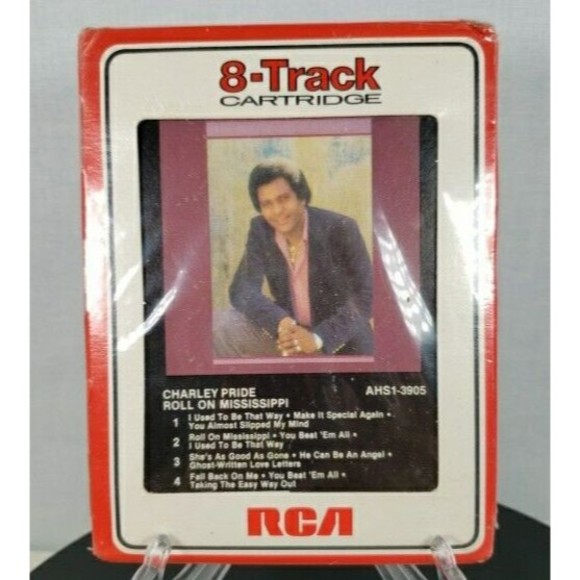 8-Track
CARTRIDGE
CHARLEY PRIDE AHS1-3905
ROLL ON MISSISSIPPI
1 I Used To Be That Way • Make It Special Again •
You Almost Slipped My Mind
2 Roll On Mississippi • You Beat 'Em All •
I Used To Be That Way
3 She's As Good As Gone • He Can Be An Angel •
Ghost-Written Love Letters
4 Fall Back On Me • You Beat 'Em All •
Taking The Easy Way Out
RCA